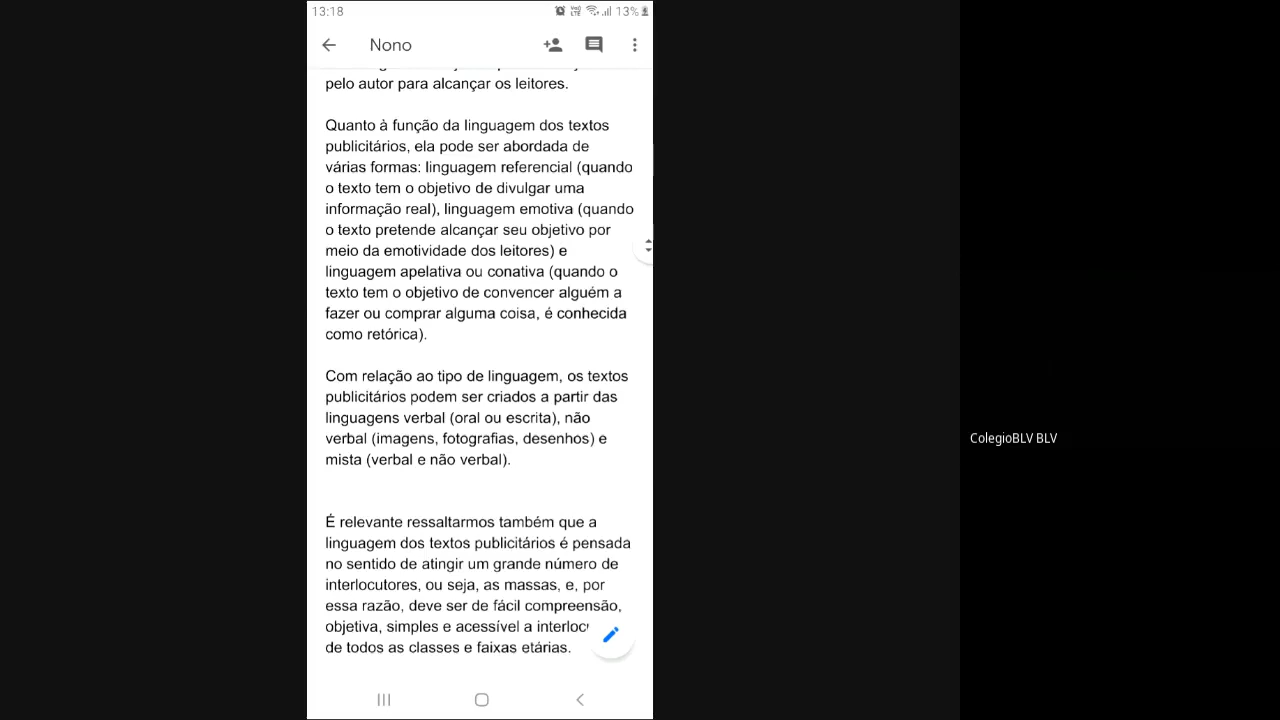 13:18
13%
Nono
pelo autor para alcançar os leitores.
Quanto à função da linguagem dos textos
publicitários, ela pode ser abordada de
várias formas: linguagem referencial (quando
o texto tem o objetivo de divulgar uma
informação real), linguagem emotiva (quando
o texto pretende alcançar seu objetivo por
meio da emotividade dos leitores) e
linguagem apelativa ou conativa (quando o
texto tem o objetivo de convencer alguém a
fazer ou comprar alguma coisa, é conhecida
como retórica).
Com relação ao tipo de linguagem, os textos
publicitários podem ser criados a partir das
linguagens verbal (oral ou escrita), não
verbal (imagens, fotografias, desenhos) e
mista (verbal e não verbal).
ColegioBLV BLV
É relevante ressaltarmos também que a
linguagem dos textos publicitários é pensada
no sentido de atingir um grande número de
interlocutores, ou seja, as massas, e, por
essa razão, deve ser de fácil compreensão,
objetiva, simples e acessível a
de todos as classes e faixas etárias.